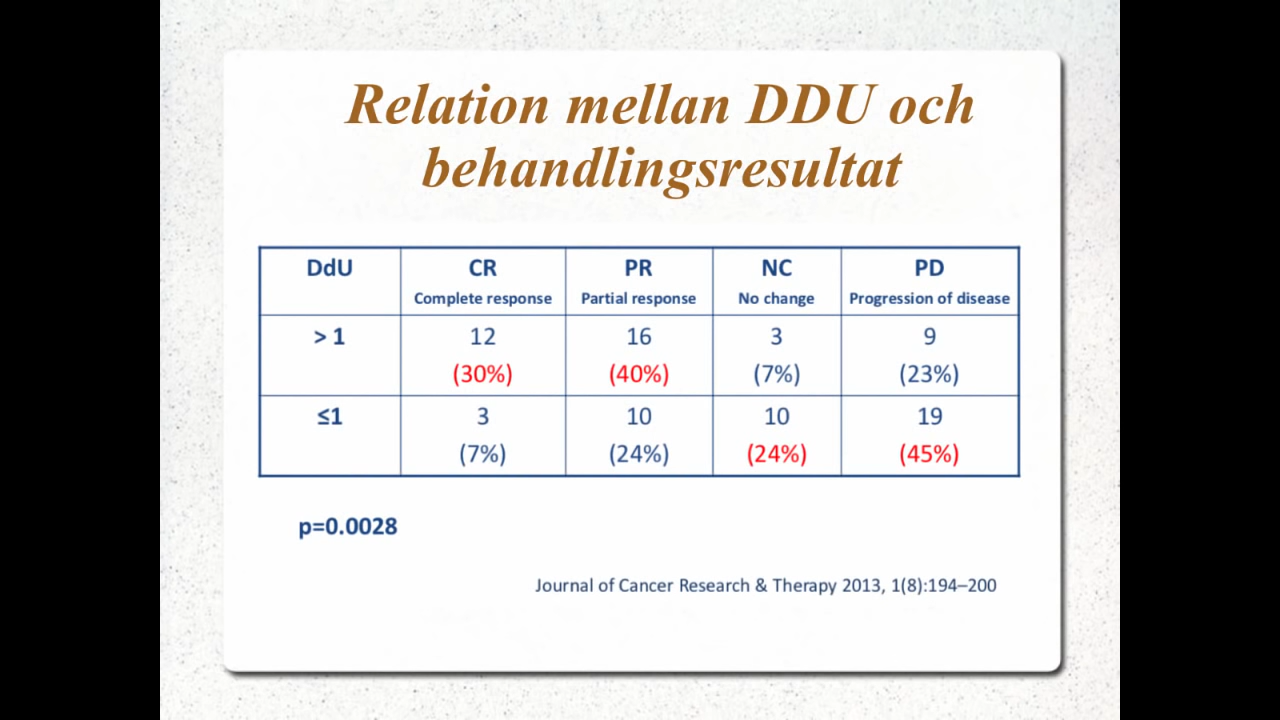 Relation mellan DDU och
behandlingsresultat
DdU CR PR NC PD
Complete response Partial response No change Progression of disease
> 1 12 16 3 9
(30%) (40%) (7%) (23%)
≤1 3 10 10 19
(7%) (24%) (24%) (45%)
p=0.0028
Journal of Cancer Research & Therapy 2013, 1(8):194–200